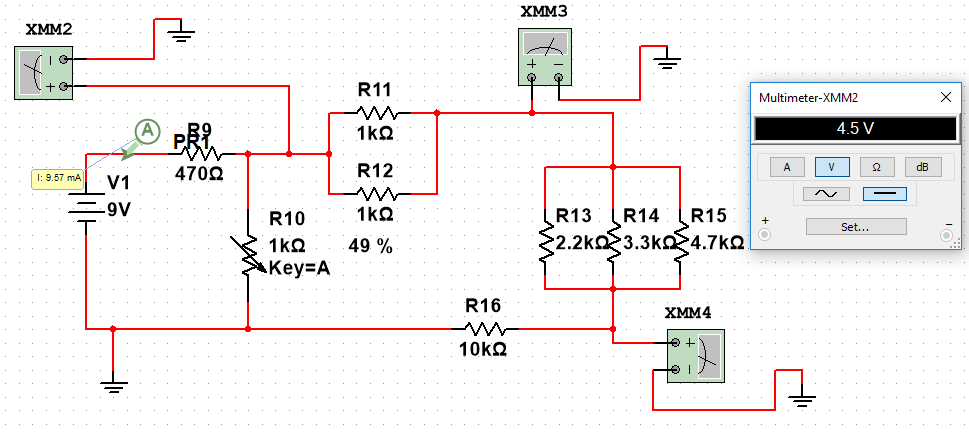 XMM2
XMM3
R11
1kΩ
R12
1kΩ
R9
PR1
470Ω
A
I: 9.57 mA
V1
9V
R10
1kΩ
Key=A
49 %
R13
2.2kΩ
R14
3.3kΩ
R15
4.7kΩ
R16
10kΩ
XMM4
Multimeter-XMM2
4.5 V
A
V
Ω
dB
Set...
+
−